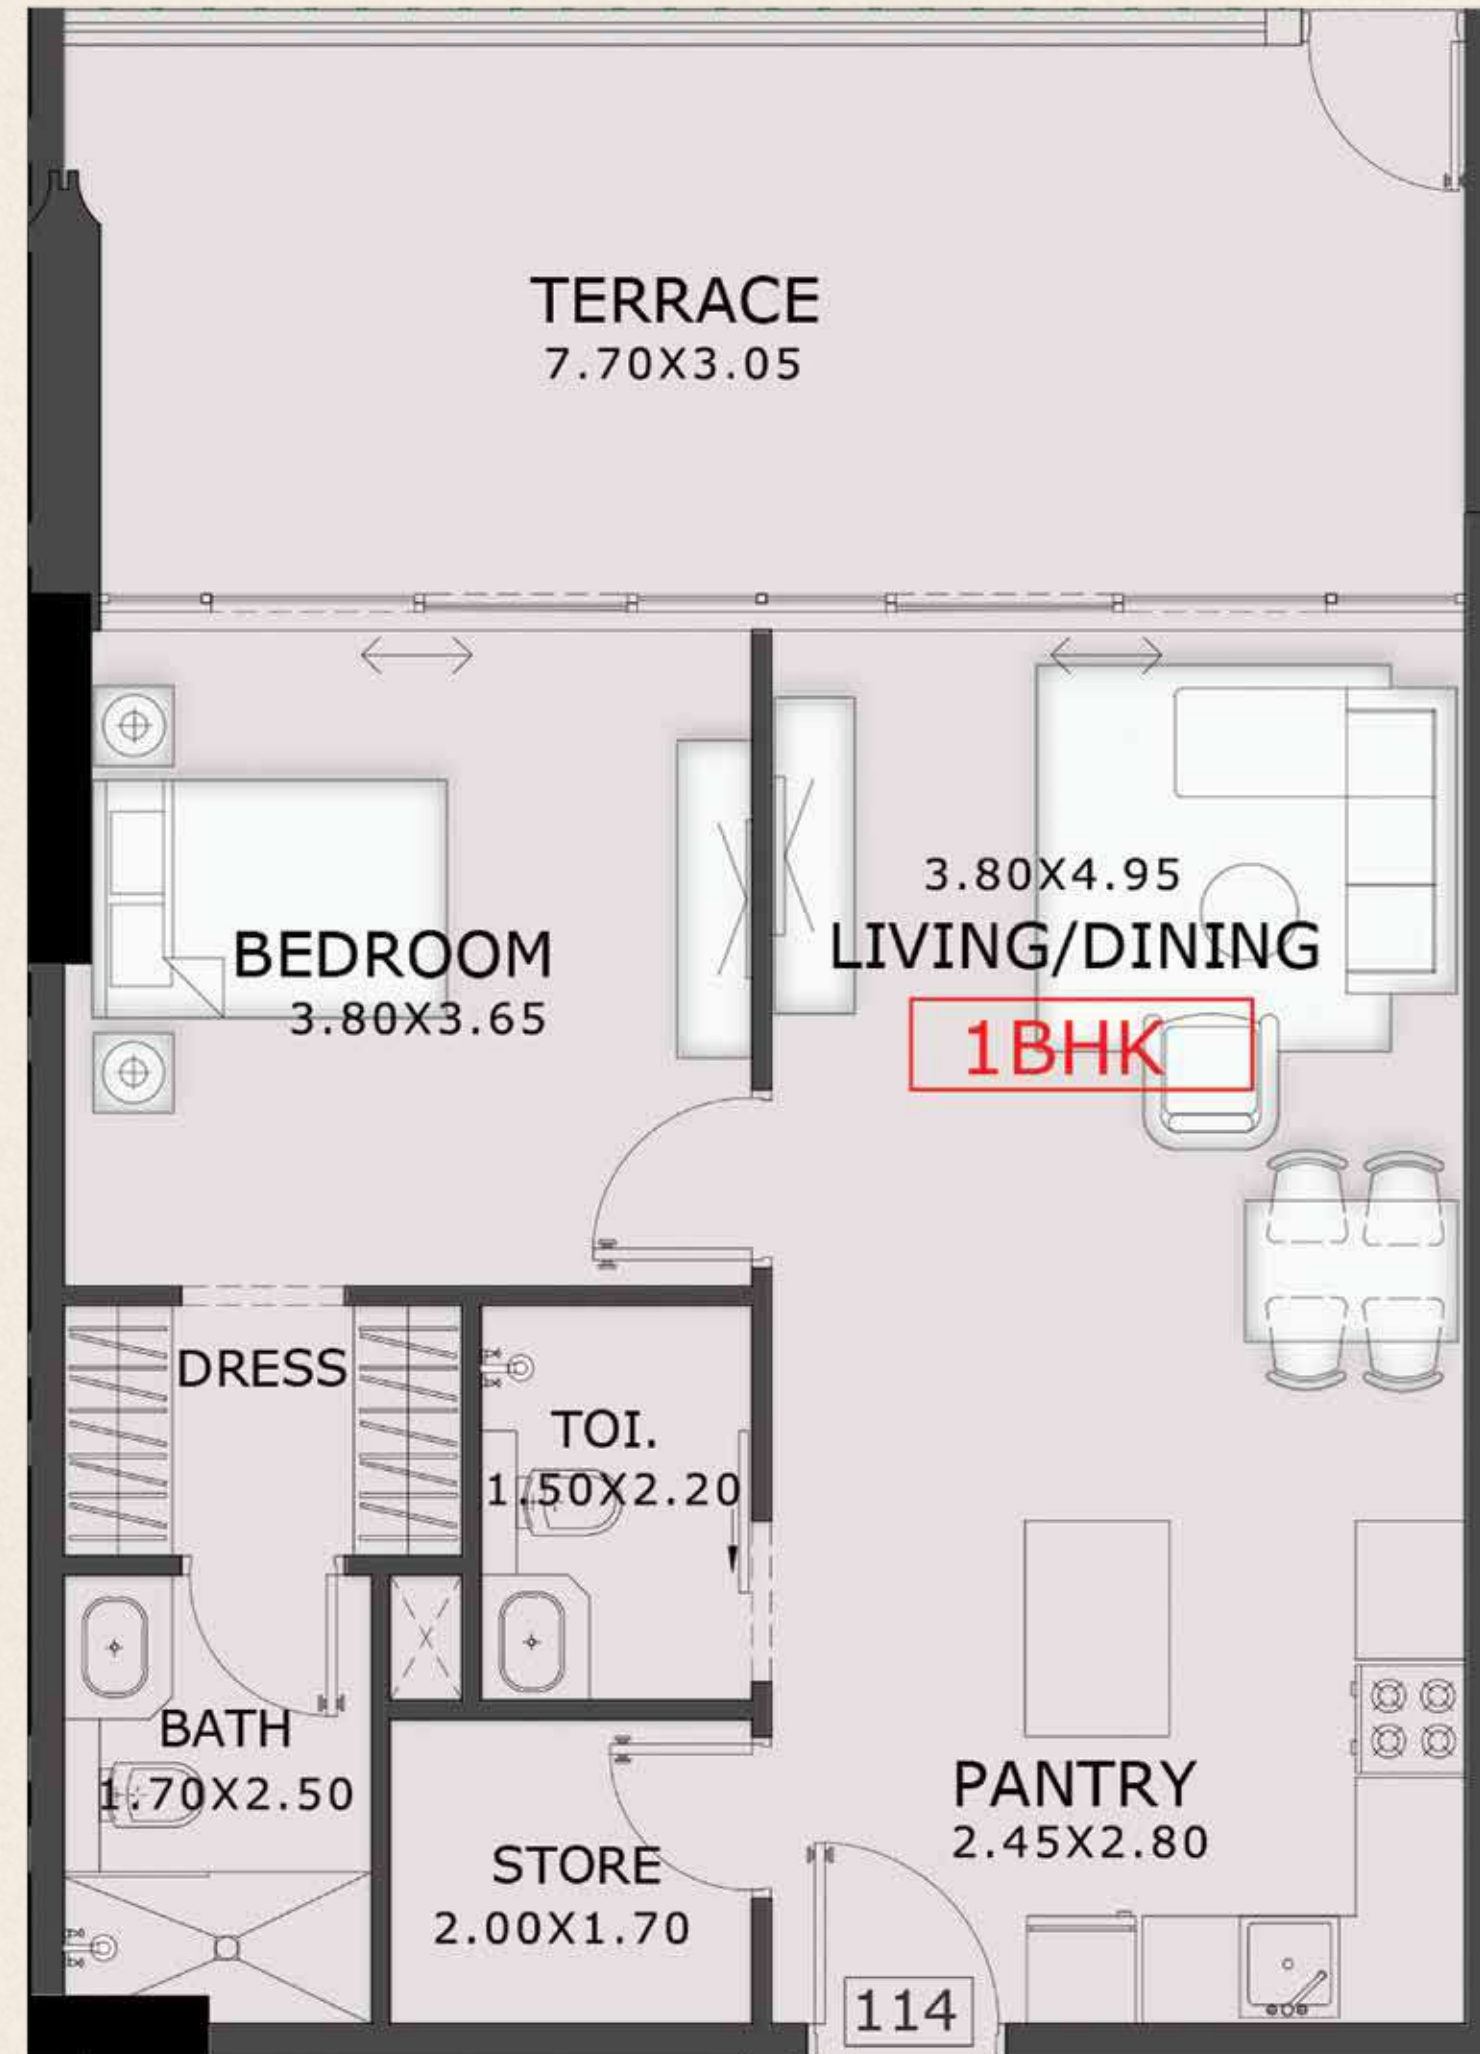 TERRACE
7.70X3.05
3.80X4.95
LIVING/DINING
BEDROOM
3.80X3.65
1BHK
DRESS
TOI.
1.50X2.20
BATH
1.70X2.50
PANTRY
2.45X2.80
STORE
2.00X1.70
114